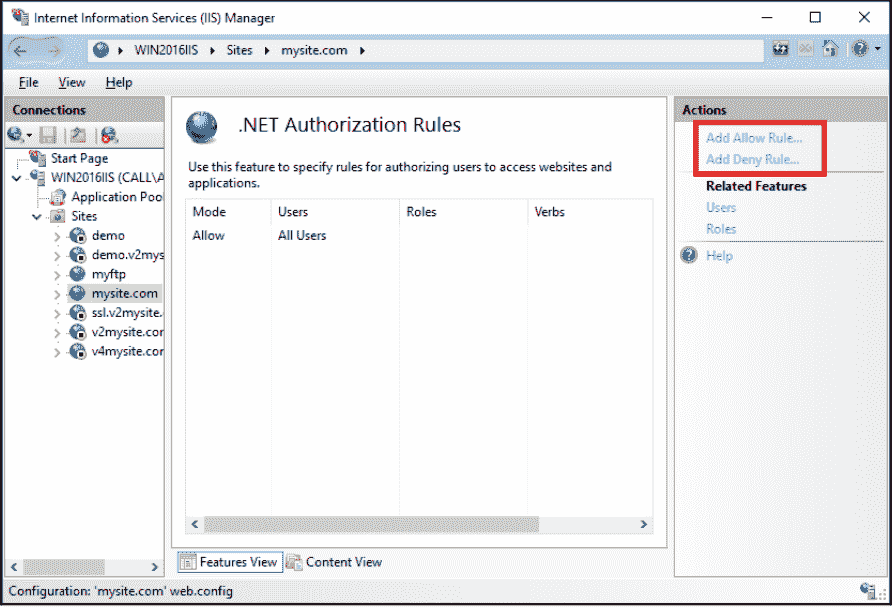 Internet Information Services (IIS) Manager
WIN2016IIS
Sites
mysite.com
File View Help
Connections
Start Page
WIN2016IIS (CALL\A
Application Pool
Sites
demo
demo.v2mys
myftp
mysite.com
ssl.v2mysite.
v2mysite.cor
v4mysite.cor
.NET Authorization Rules
Use this feature to specify rules for authorizing users to access websites and
applications.
Mode Users Roles Verbs
Allow All Users
Features View Content View
Actions
Add Allow Rule...
Add Deny Rule...
Related Features
Users
Roles
Help
Configuration: 'mysite.com' web.config